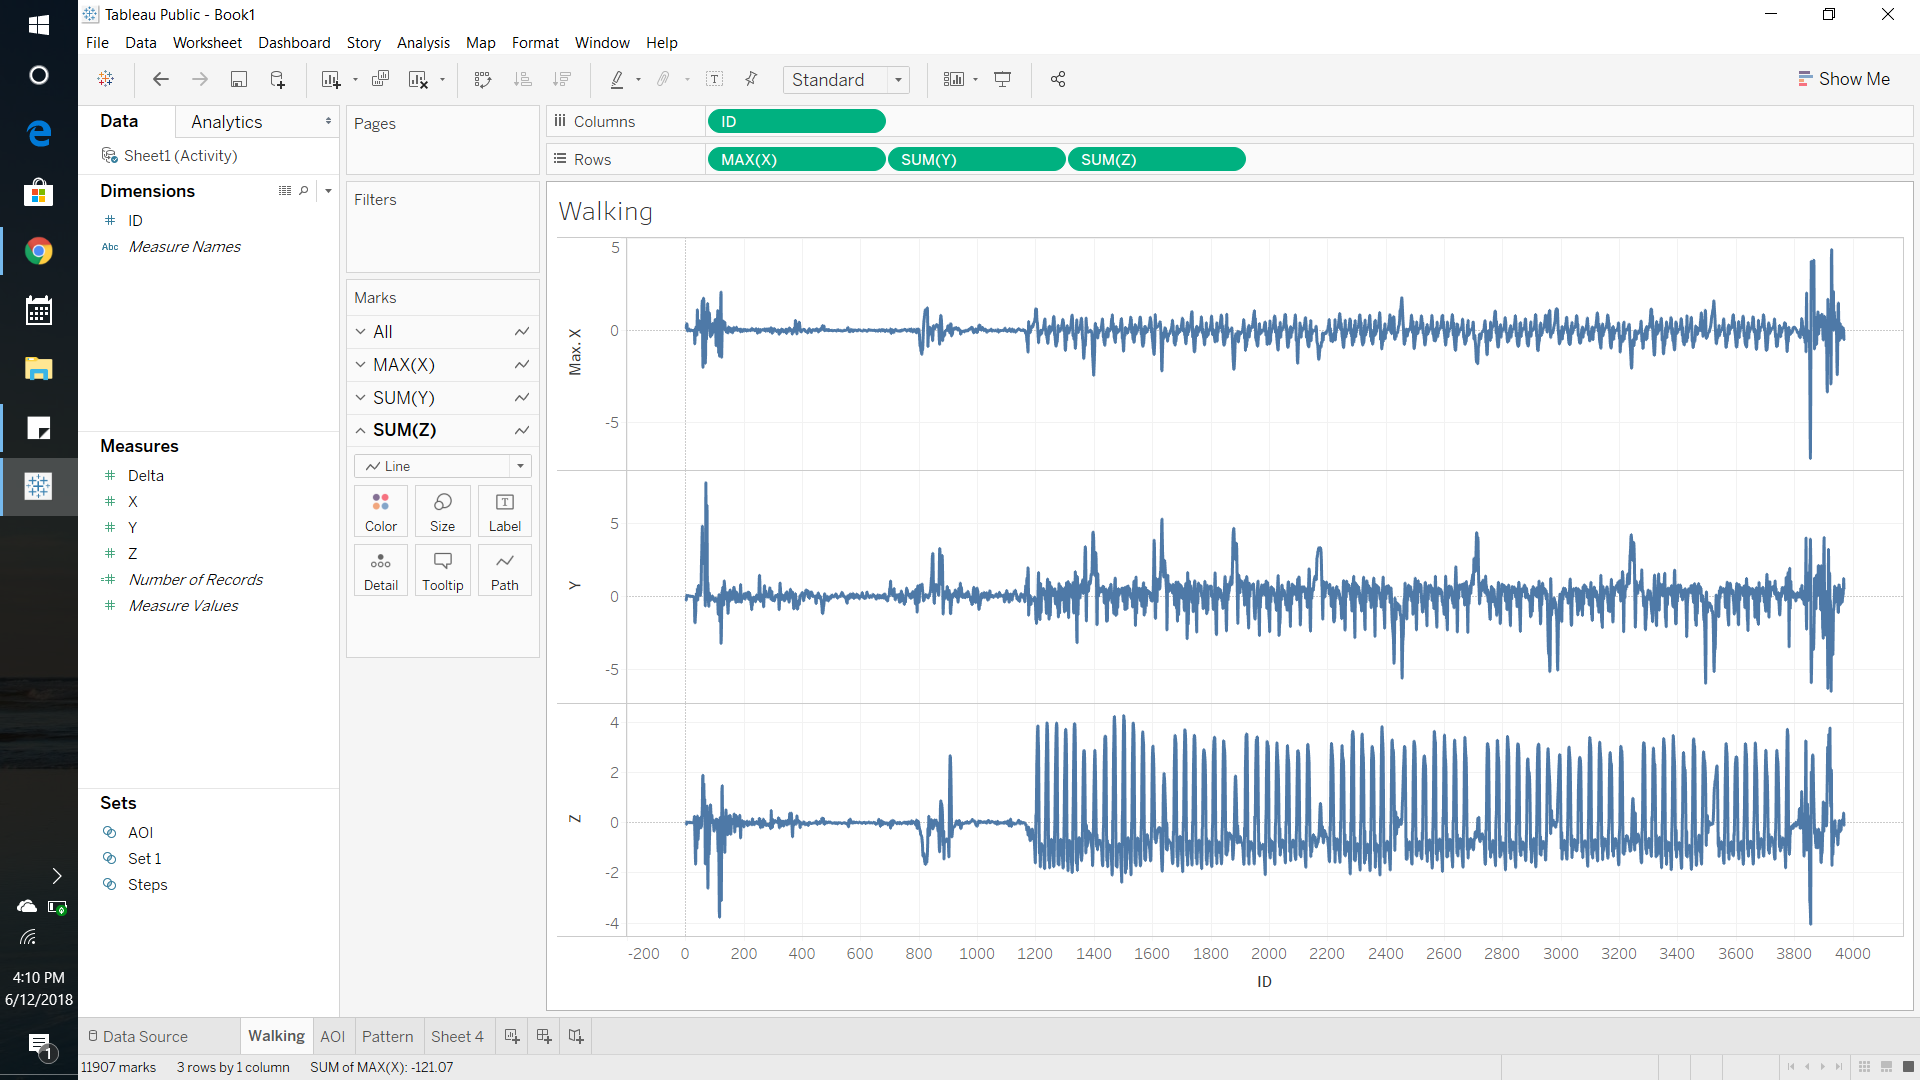 Tableau Public - Book1
File Data Worksheet Dashboard Story Analysis Map Format Window Help
Standard
Show Me
Data
Analytics
Sheet1 (Activity)
Dimensions
ID
Abc Measure Names
Measures
Delta
X
Y
Z
Number of Records
Measure Values
Sets
AOI
Set 1
Steps
Pages
Filters
Marks
All
MAX(X)
SUM(Y)
SUM(Z)
Line
Color Size Label
Detail Tooltip Path
Columns ID
Rows MAX(X) SUM(Y) SUM(Z)
Walking
5
0
-5
Max. X
5
0
-5
Y
4
2
0
-2
-4
Z
-200 0 200 400 600 800 1000 1200 1400 1600 1800 2000 2200 2400 2600 2800 3000 3200 3400 3600 3800 4000
ID
Data Source Walking AOI Pattern Sheet 4
11907 marks 3 rows by 1 column SUM of MAX(X): -121.07
4:10 PM
6/12/2018
1